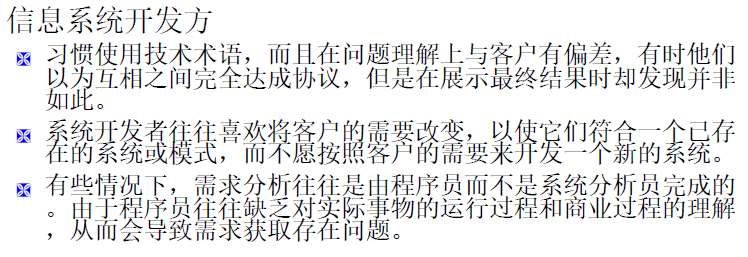 信息系统开发方
习惯使用技术术语，而且在问题理解上与客户有偏差，有时他们
以为互相之间完全达成协议，但是在展示最终结果时却发现并非
如此。
系统开发者往往喜欢将客户的需要改变，以使它们符合一个已存
在的系统或模式，而不愿按照客户的需要来开发一个新的系统。
有些情况下，需求分析往往是由程序员而不是系统分析员完成的
。由于程序员往往缺乏对实际事物的运行过程和商业过程的理解
，从而会导致需求获取存在问题。